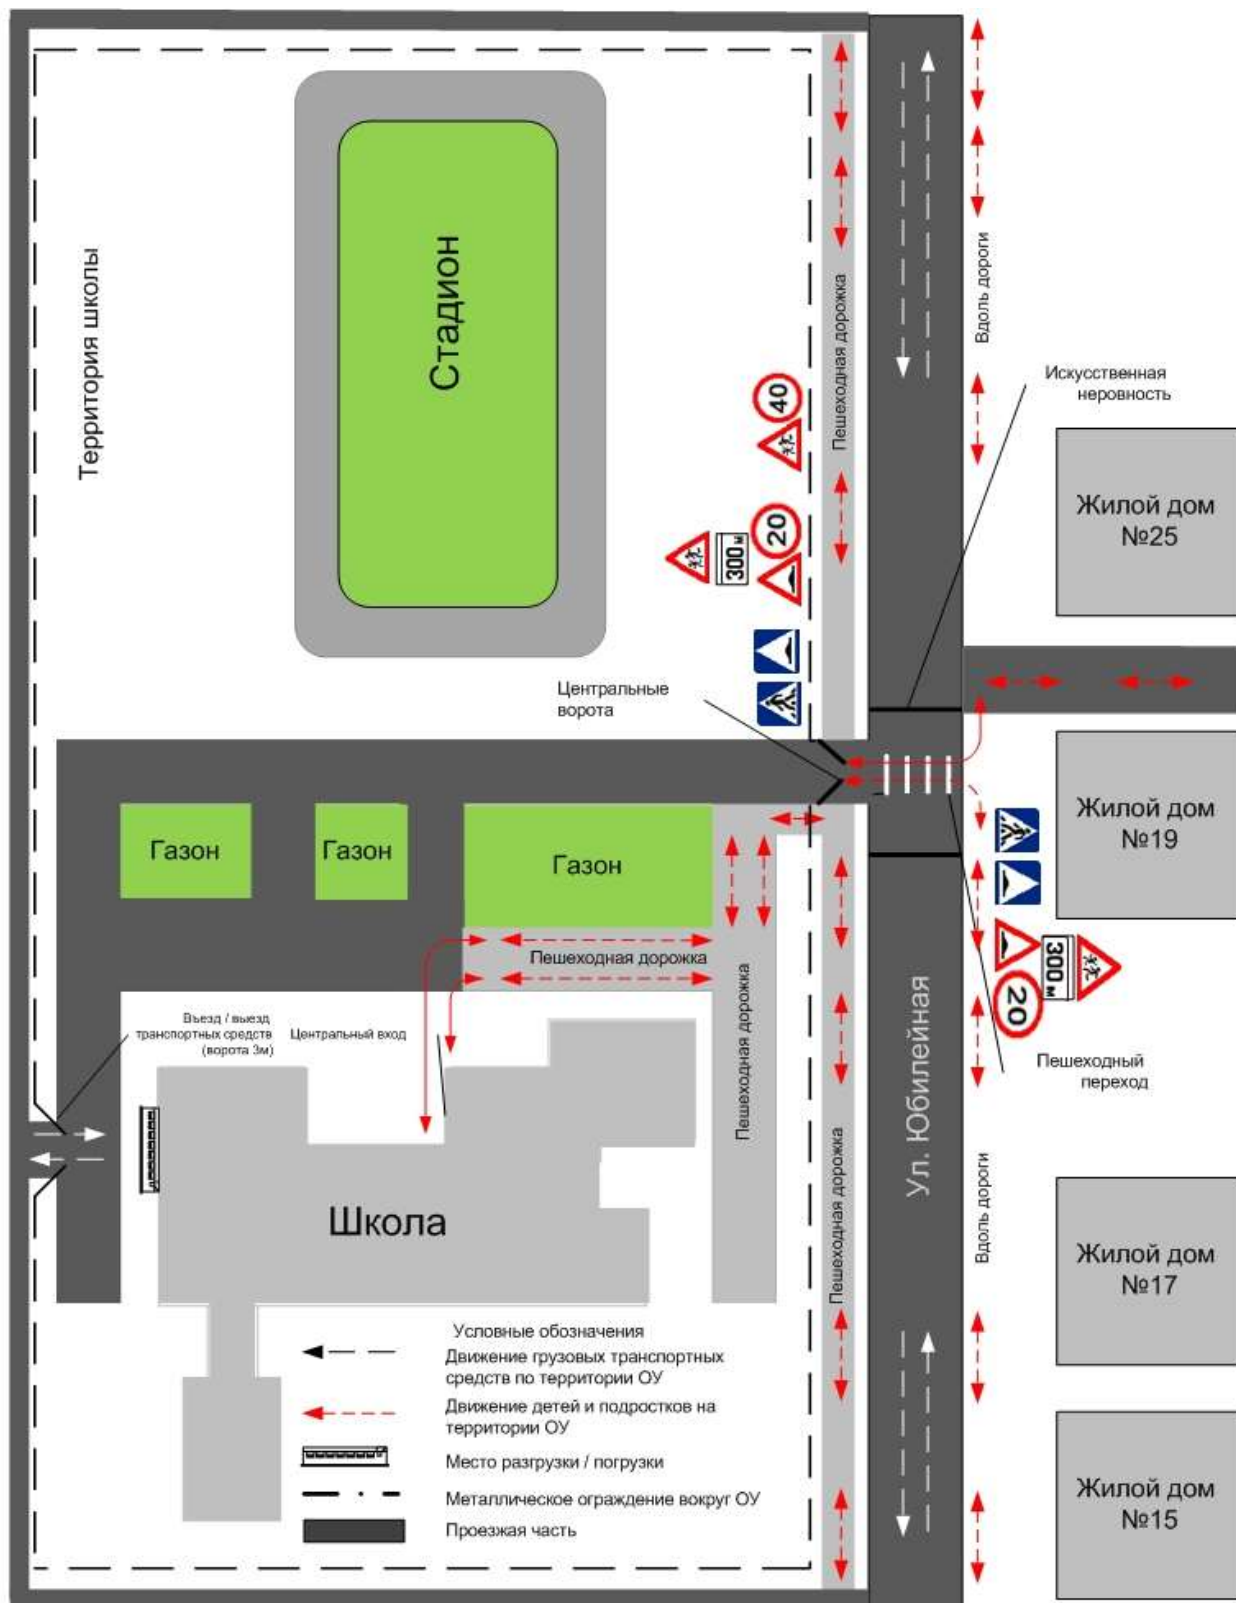 Территория школы
Стадион
Пешеходная дорожка
Вдоль дороги
Искусственная
неровность
40
20
300 м
Жилой дом
№25
Центральные
ворота
Жилой дом
№19
Газон
Газон
Газон
Пешеходная дорожка
Пешеходная дорожка
Пешеходная дорожка
Ул. Юбилейная
300 м
20
Въезд / выезд
транспортных средств
(ворота 3м)
Центральный вход
Пешеходный
переход
Вдоль дороги
Школа
Жилой дом
№17
Условные обозначения
Движение грузовых транспортных
средств по территории ОУ
Движение детей и подростков на
территории ОУ
Место разгрузки / погрузки
Металлическое ограждение вокруг ОУ
Проезжая часть
Жилой дом
№15